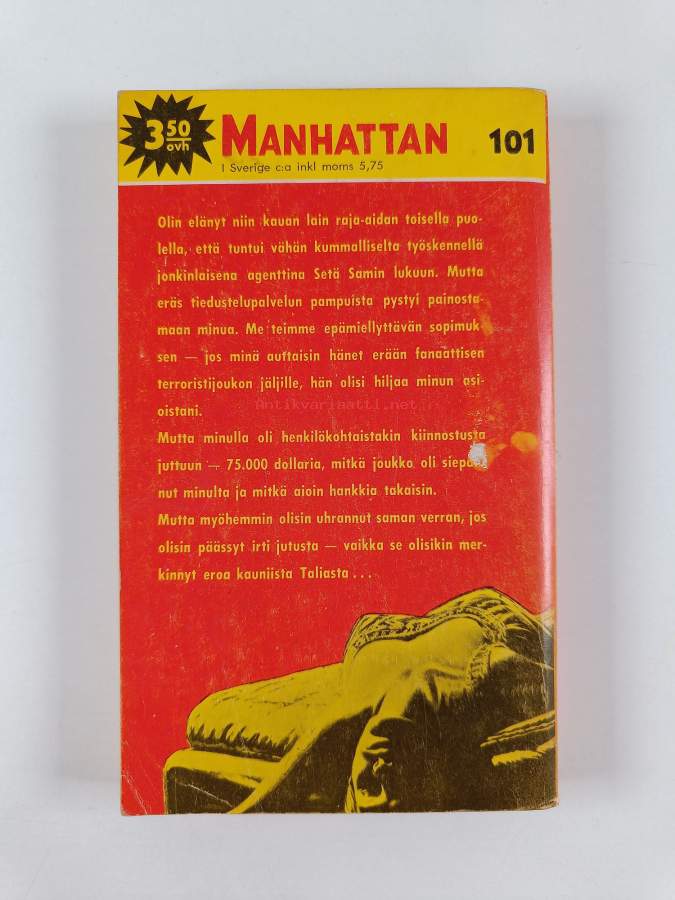 3 50 ovh
MANHATTAN
101
I Sverige c:a inkl moms 5,75
Olin elänyt niin kauan lain raja-aidan toisella puo-
lella, että tuntui vähän kummalliselta työskennellä
jonkinlaisena agenttina Setä Samin lukuun. Mutta
eräs tiedustelupalvelun pampuista pystyi painosta-
maan minua. Me teimme epämiellyttävän sopimuk-
sen — jos minä auttaisin hänet erään fanaattisen
terroristijoukon jäljille, hän olisi hiljaa minun asi-
oistani.
Antikvariaatti.net
Mutta minulla oli henkilökohtaistakin kiinnostusta
juttuun — 75.000 dollaria, mitkä joukko oli
nut minulta ja mitkä aioin hankkia takaisin.
Mutta myöhemmin olisin uhrannut saman verran, jos
olisin päässyt irti jutusta — vaikka se olisikin mer-
kinnyt eroa kauniista Taliasta . . .